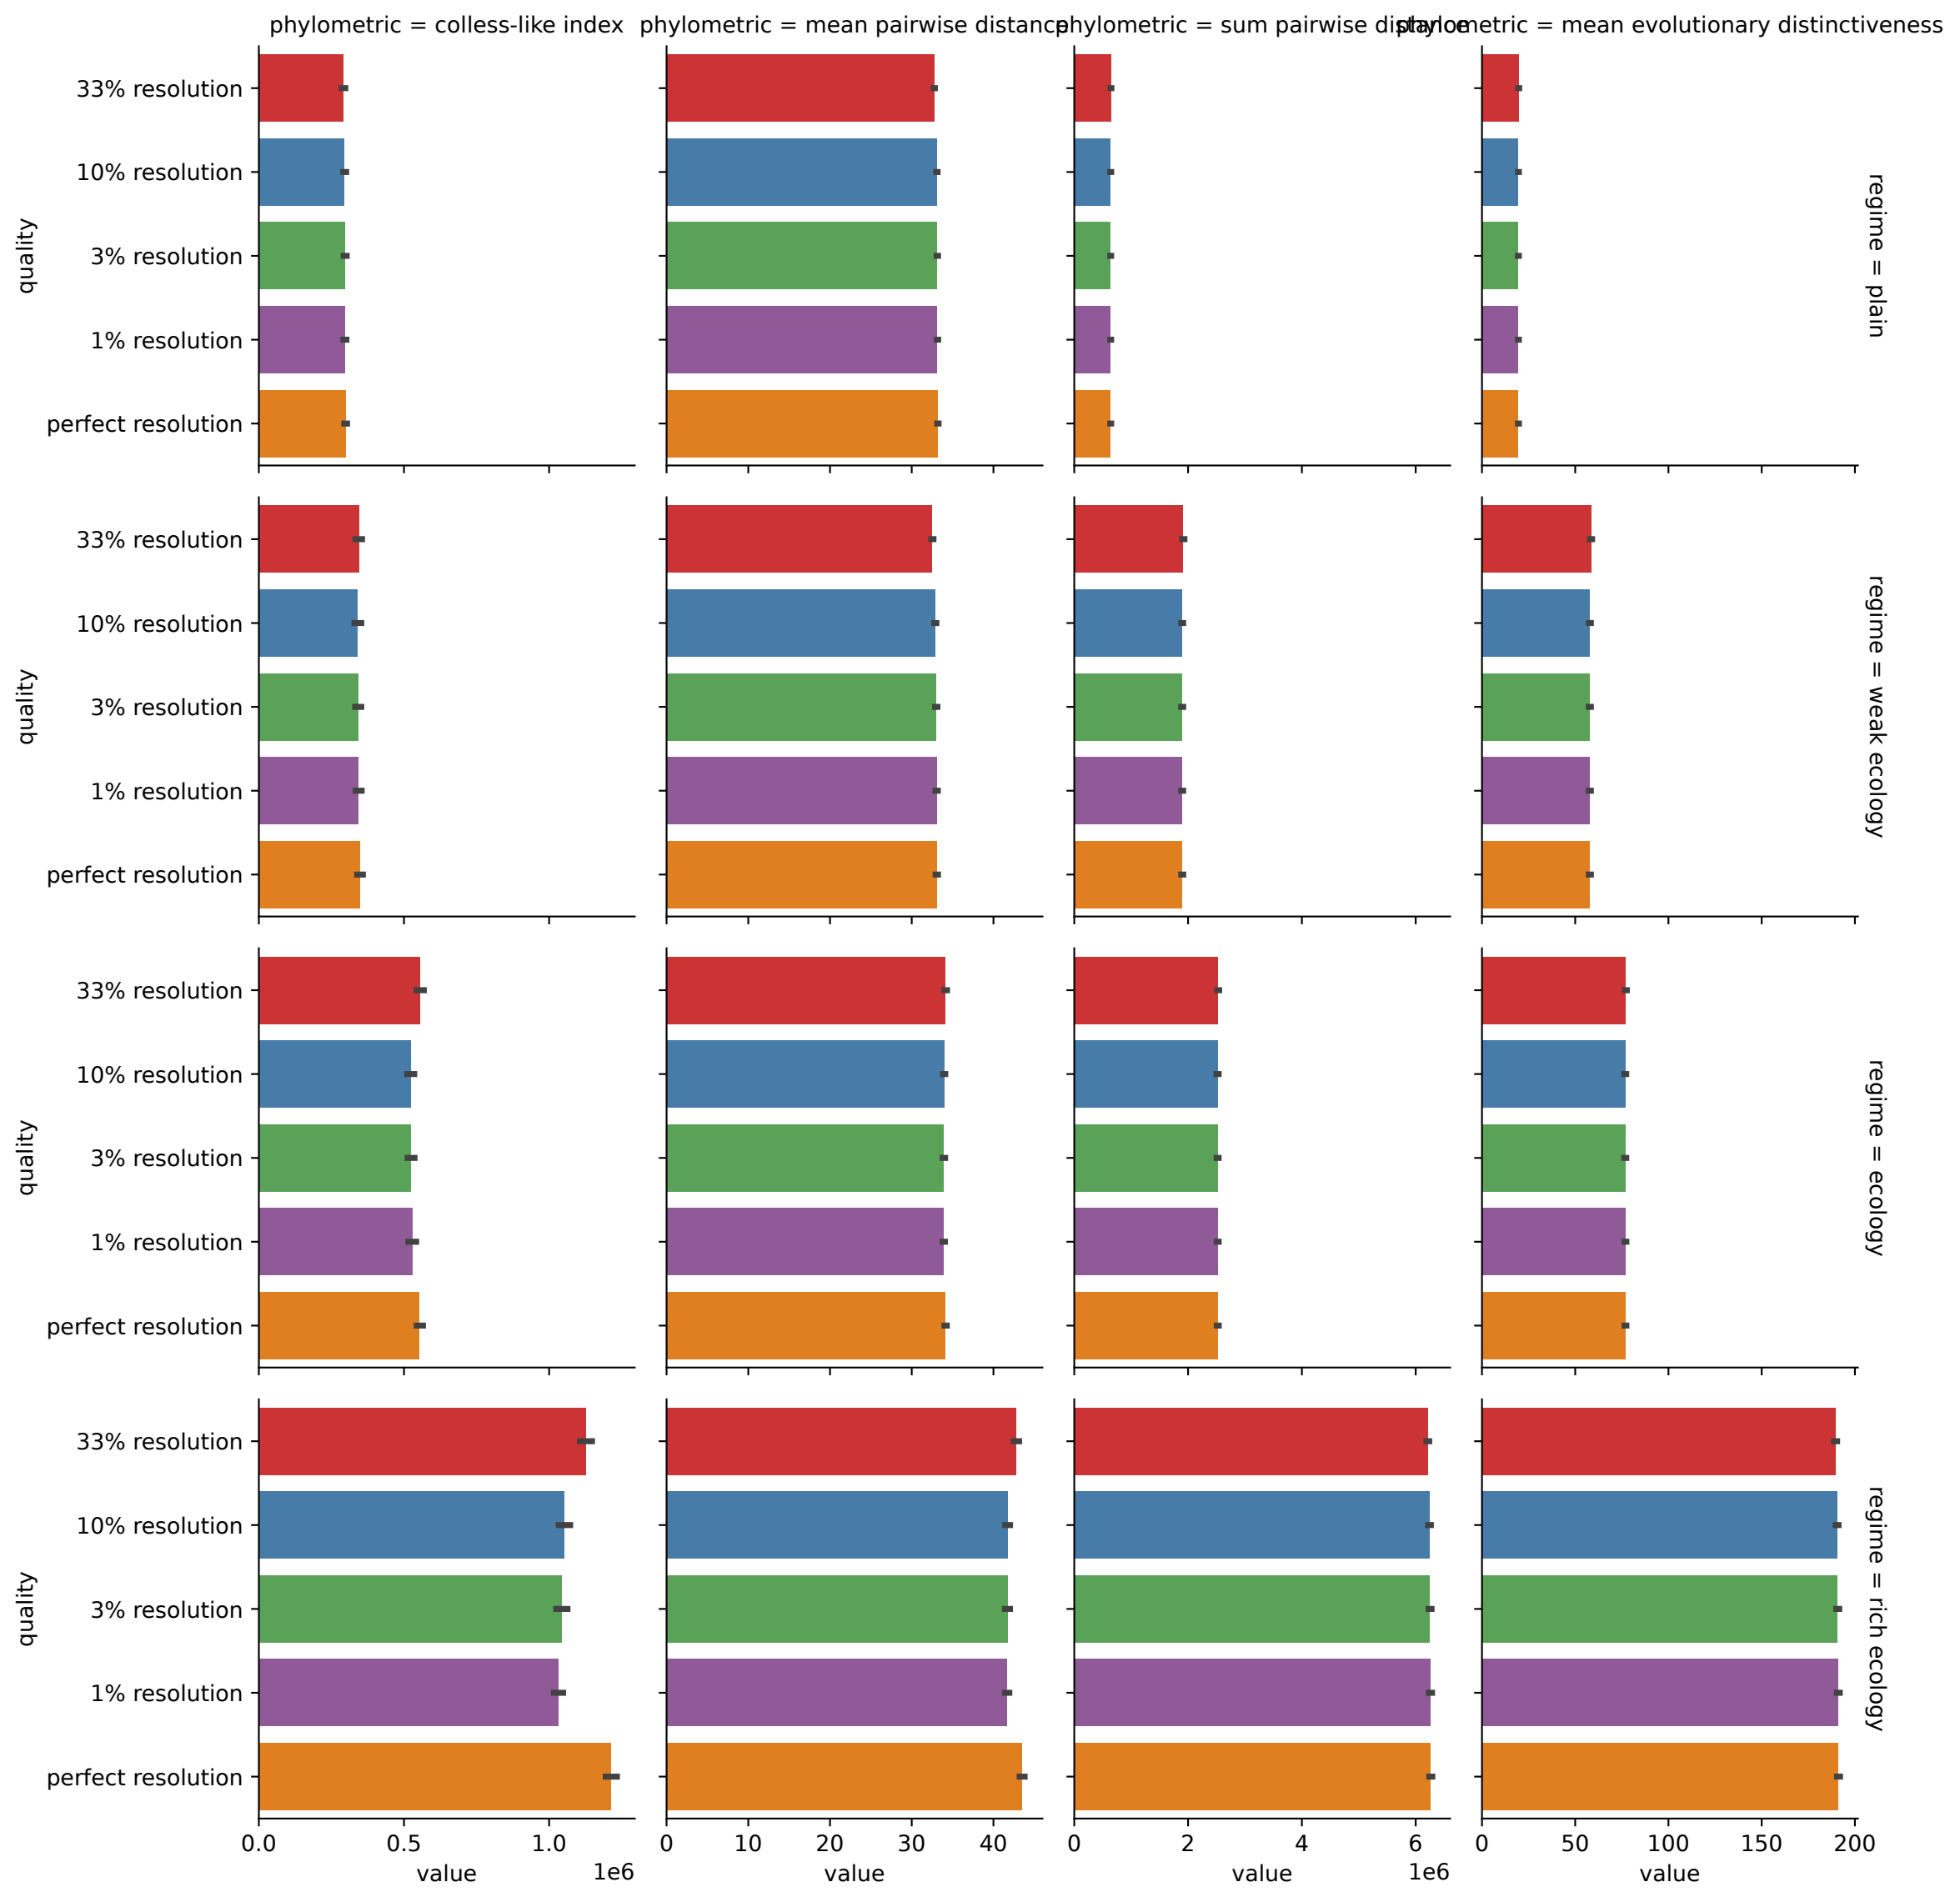 phylometric = colless-like index
phylometric = mean pairwise distance
phylometric = sum pairwise distance
phylometric = mean evolutionary distinctiveness
quality
33% resolution
10% resolution
3% resolution
1% resolution
perfect resolution
regime = plain
quality
33% resolution
10% resolution
3% resolution
1% resolution
perfect resolution
regime = weak ecology
quality
33% resolution
10% resolution
3% resolution
1% resolution
perfect resolution
regime = ecology
quality
33% resolution
10% resolution
3% resolution
1% resolution
perfect resolution
regime = rich ecology
0.0 0.5 1.0
1e6
value
0 10 20 30 40
value
0 2 4 6
1e6
value
0 50 100 150 200
value